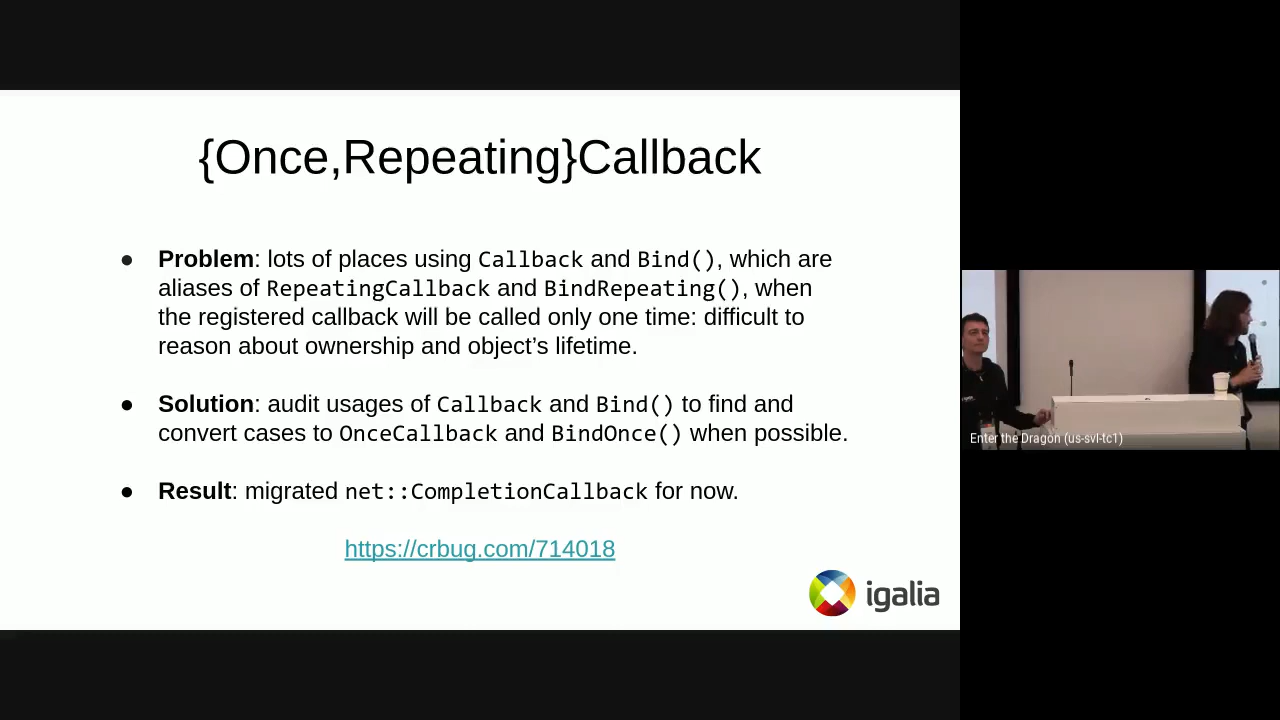 {Once,Repeating}Callback
● Problem: lots of places using Callback and Bind(), which are
aliases of RepeatingCallback and BindRepeating(), when
the registered callback will be called only one time: difficult to
reason about ownership and object’s lifetime.
● Solution: audit usages of Callback and Bind() to find and
convert cases to OnceCallback and BindOnce() when possible.
● Result: migrated net::CompletionCallback for now.
https://crbug.com/714018
igalia
Enter the Dragon (us-svl-tc1)